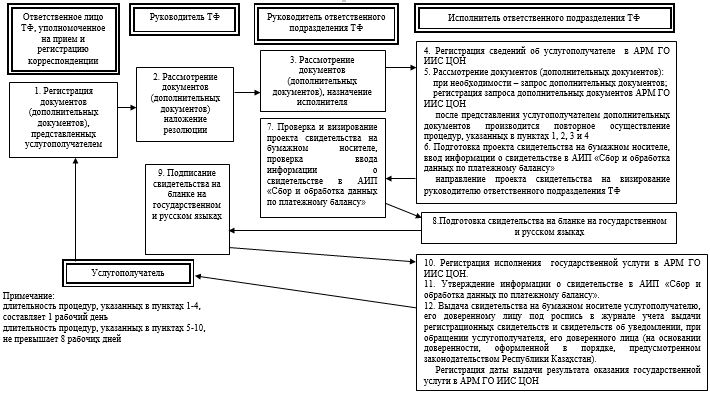 Ответственное лицо
ТФ, уполномоченное
на прием и
регистрацию
корреспонденции
Руководитель ТФ
Руководитель ответственного
подразделения ТФ
Исполнитель ответственного подразделения ТФ
1. Регистрация
документов
(дополнительных
документов),
представленных
услугополучателем
2. Рассмотрение
документов
(дополнительных
документов)
наложение
резолюции
3. Рассмотрение
документов
(дополнительных
документов), назначение
исполнителя
4. Регистрация сведений об услугополучателе в АРМ ГО
ИИС ЦОН
5. Рассмотрение документов (дополнительных документов):
при необходимости – запрос дополнительных документов;
регистрация запроса дополнительных документов АРМ ГО
ИИС ЦОН
после представления услугополучателем дополнительных
документов производится повторное осуществление
процедур, указанных в пунктах 1, 2, 3 и 4
6. Подготовка проекта свидетельства на бумажном носителе,
ввод информации о свидетельстве в АИП «Сбор и обработка
данных по платежному балансу»
направление проекта свидетельства на визирование
руководителю ответственного подразделения ТФ
7. Проверка и визирование
проекта свидетельства на
бумажном носителе,
проверка ввода
информации о
свидетельстве в АИП
«Сбор и обработка данных
по платежному балансу»
8.Подготовка свидетельства на бланке на государственном
и русском языках
9. Подписание
свидетельства на
бланке на
государственном
и русском языках
10. Регистрация исполнения государственной услуги в АРМ
ГО ИИС ЦОН.
11. Утверждение информации о свидетельстве в АИП «Сбор и
обработка данных по платежному балансу».
12. Выдача свидетельства на бумажном носителе услугополучателю,
его доверенному лицу под роспись в журнале учета выдачи
регистрационных свидетельств и свидетельств об уведомлении, при
обращении услугополучателя, его доверенного лица (на основании
доверенности, оформленной в порядке, предусмотренном
законодательством Республики Казахстан).
Регистрация даты выдачи результата оказания государственной
услуги в АРМ ГО ИИС ЦОН
Услугополучатель
Примечание:
длительность процедур, указанных в пунктах 1-4,
составляет 1 рабочий день
длительность процедур, указанных в пунктах 5-10,
не превышает 8 рабочих дней